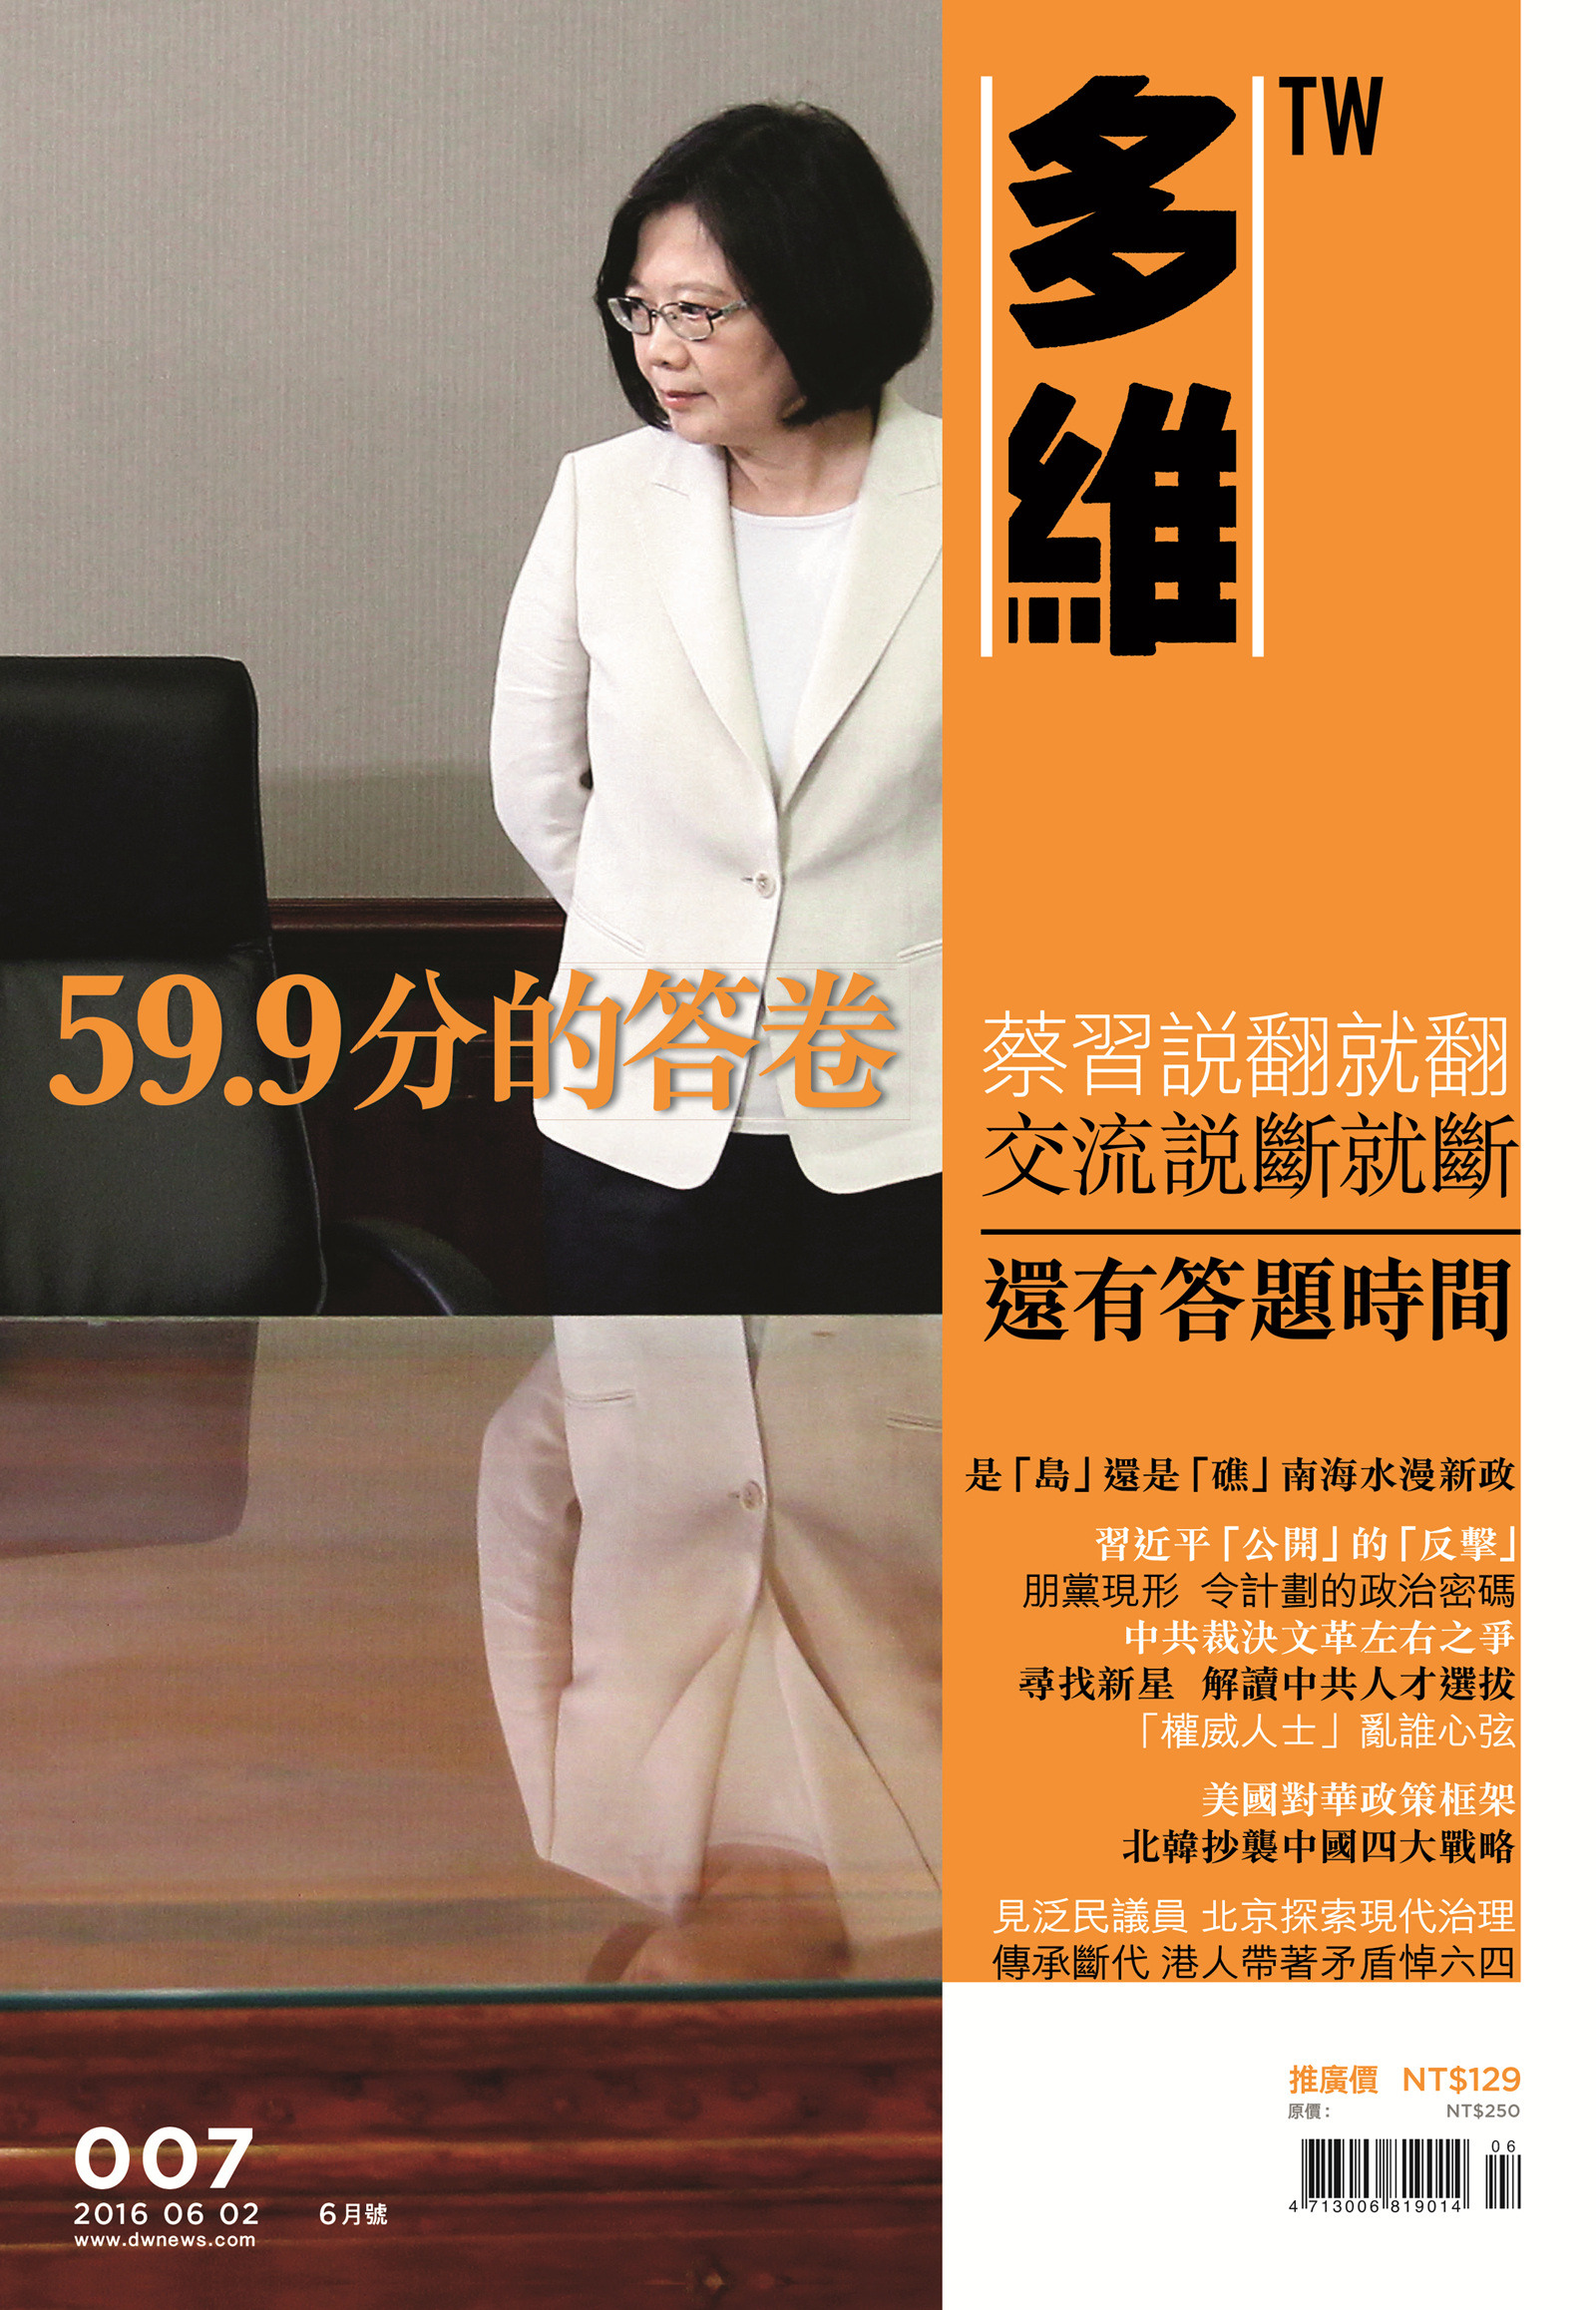 多維
TW
59.9分的答卷
蔡習説翻就翻
交流説斷就斷
還有答題時間
是「島」還是「礁」南海水漫新政
習近平「公開」的「反擊」
朋黨現形 令計劃的政治密碼
中共裁決文革左右之爭
尋找新星 解讀中共人才選拔
「權威人士」亂誰心弦
美國對華政策框架
北韓抄襲中國四大戰略
見泛民議員 北京探索現代治理
傳承斷代 港人帶著矛盾悼六四
推廣價 NT$129
原價： NT$250
06
4 713006 819014
007
2016 06 02 6月號
www.dwnews.com